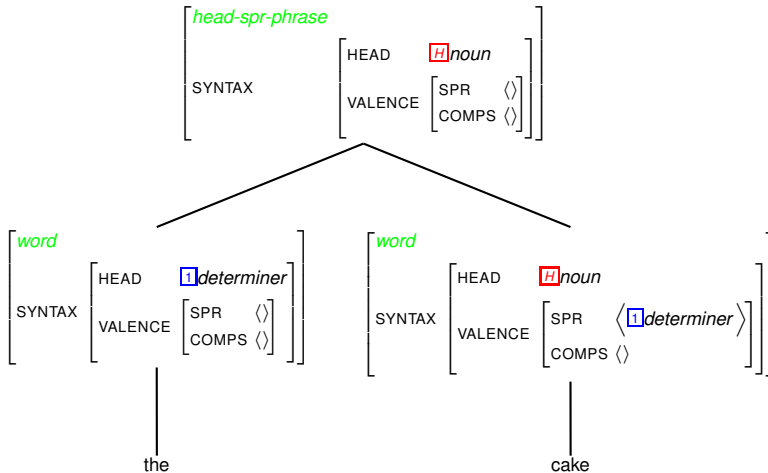 head-spr-phrase
HEAD H noun
SYNTAX
SPR ⟨⟩
VALENCE
COMPS ⟨⟩
word
HEAD 1 determiner
SYNTAX
SPR ⟨⟩
VALENCE
COMPS ⟨⟩
word
HEAD H noun
SYNTAX
SPR ⟨ 1 determiner ⟩
VALENCE
COMPS ⟨⟩
the
cake